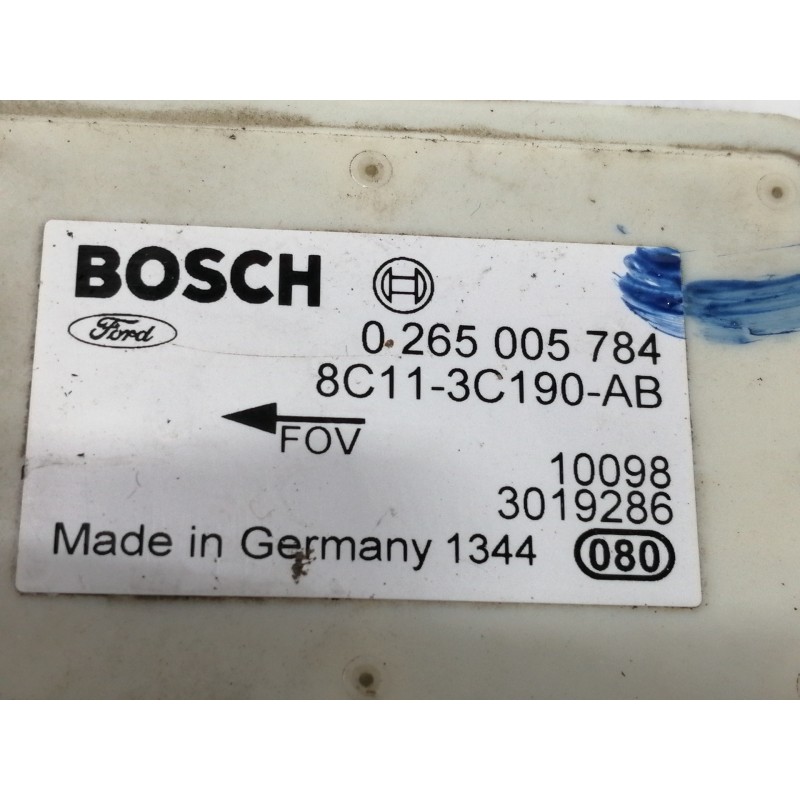 BOSCH
Ford
0 265 005 784
8C11-3C190-AB
FOV
10098
3019286
Made in Germany 1344 080